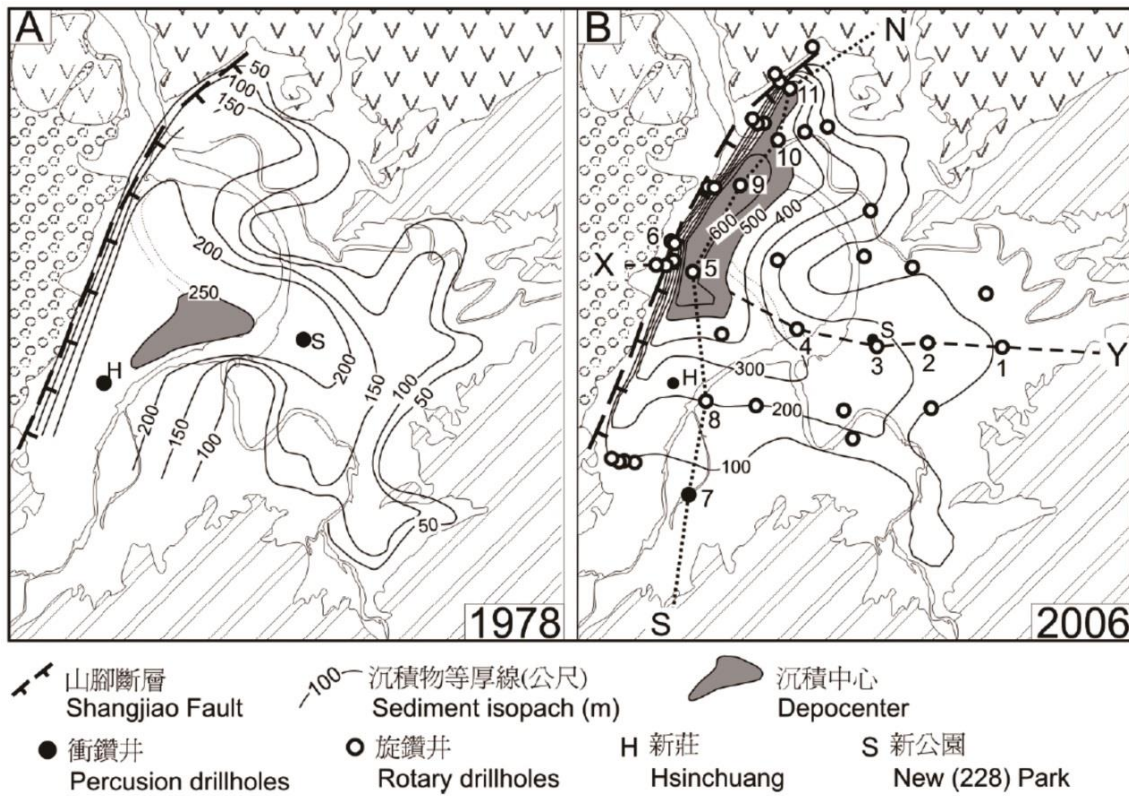 A
50
100
150
200
250
H
S
200
150
100
50
200
150
100
50
1978
B
N
11
10
9
600
500
400
6
X
5
4
S
3
2
1
Y
300
H
8
200
100
7
S
2006
山腳斷層
Shangjiao Fault
100
沉積物等厚線(公尺)
Sediment isopach (m)
沉積中心
Depocenter
衝鑽井
Percusion drillholes
旋鑽井
Rotary drillholes
H 新莊
Hsinchuang
S 新公園
New (228) Park